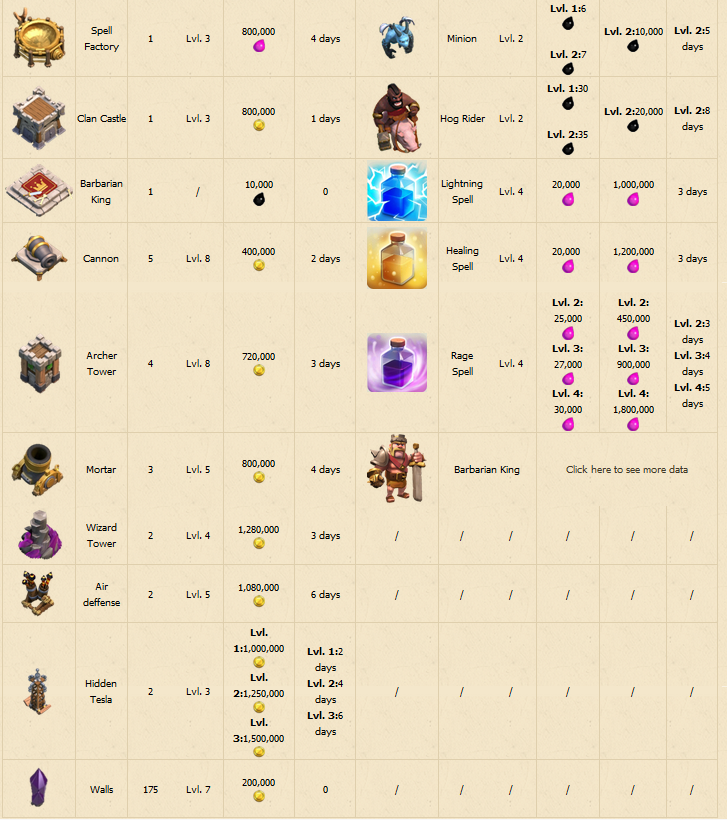 Spell
Factory
1
Lvl. 3
800,000
4 days
Minion
Lvl. 2
Lvl. 1:6
Lvl. 2:7
Lvl. 2:10,000
Lvl. 2:5
days
Clan Castle
1
Lvl. 3
800,000
1 days
Hog Rider
Lvl. 2
Lvl. 1:30
Lvl. 2:35
Lvl. 2:20,000
Lvl. 2:8
days
Barbarian
King
1
/
10,000
0
Lightning
Spell
Lvl. 4
20,000
1,000,000
3 days
Cannon
5
Lvl. 8
400,000
2 days
Healing
Spell
Lvl. 4
20,000
1,200,000
3 days
Archer
Tower
4
Lvl. 8
720,000
3 days
Rage
Spell
Lvl. 4
Lvl. 2:
25,000
Lvl. 3:
27,000
Lvl. 4:
30,000
Lvl. 2:
450,000
Lvl. 3:
900,000
Lvl. 4:
1,800,000
Lvl. 2:3
days
Lvl. 3:4
days
Lvl. 4:5
days
Mortar
3
Lvl. 5
800,000
4 days
Barbarian King
Click here to see more data
Wizard
Tower
2
Lvl. 4
1,280,000
3 days
/
/
/
/
/
/
Air
deffense
2
Lvl. 5
1,080,000
6 days
/
/
/
/
/
/
Hidden
Tesla
2
Lvl. 3
Lvl.
1:1,000,000
Lvl.
2:1,250,000
Lvl.
3:1,500,000
Lvl. 1:2
days
Lvl. 2:4
days
Lvl. 3:6
days
/
/
/
/
/
/
Walls
175
Lvl. 7
200,000
0
/
/
/
/
/
/